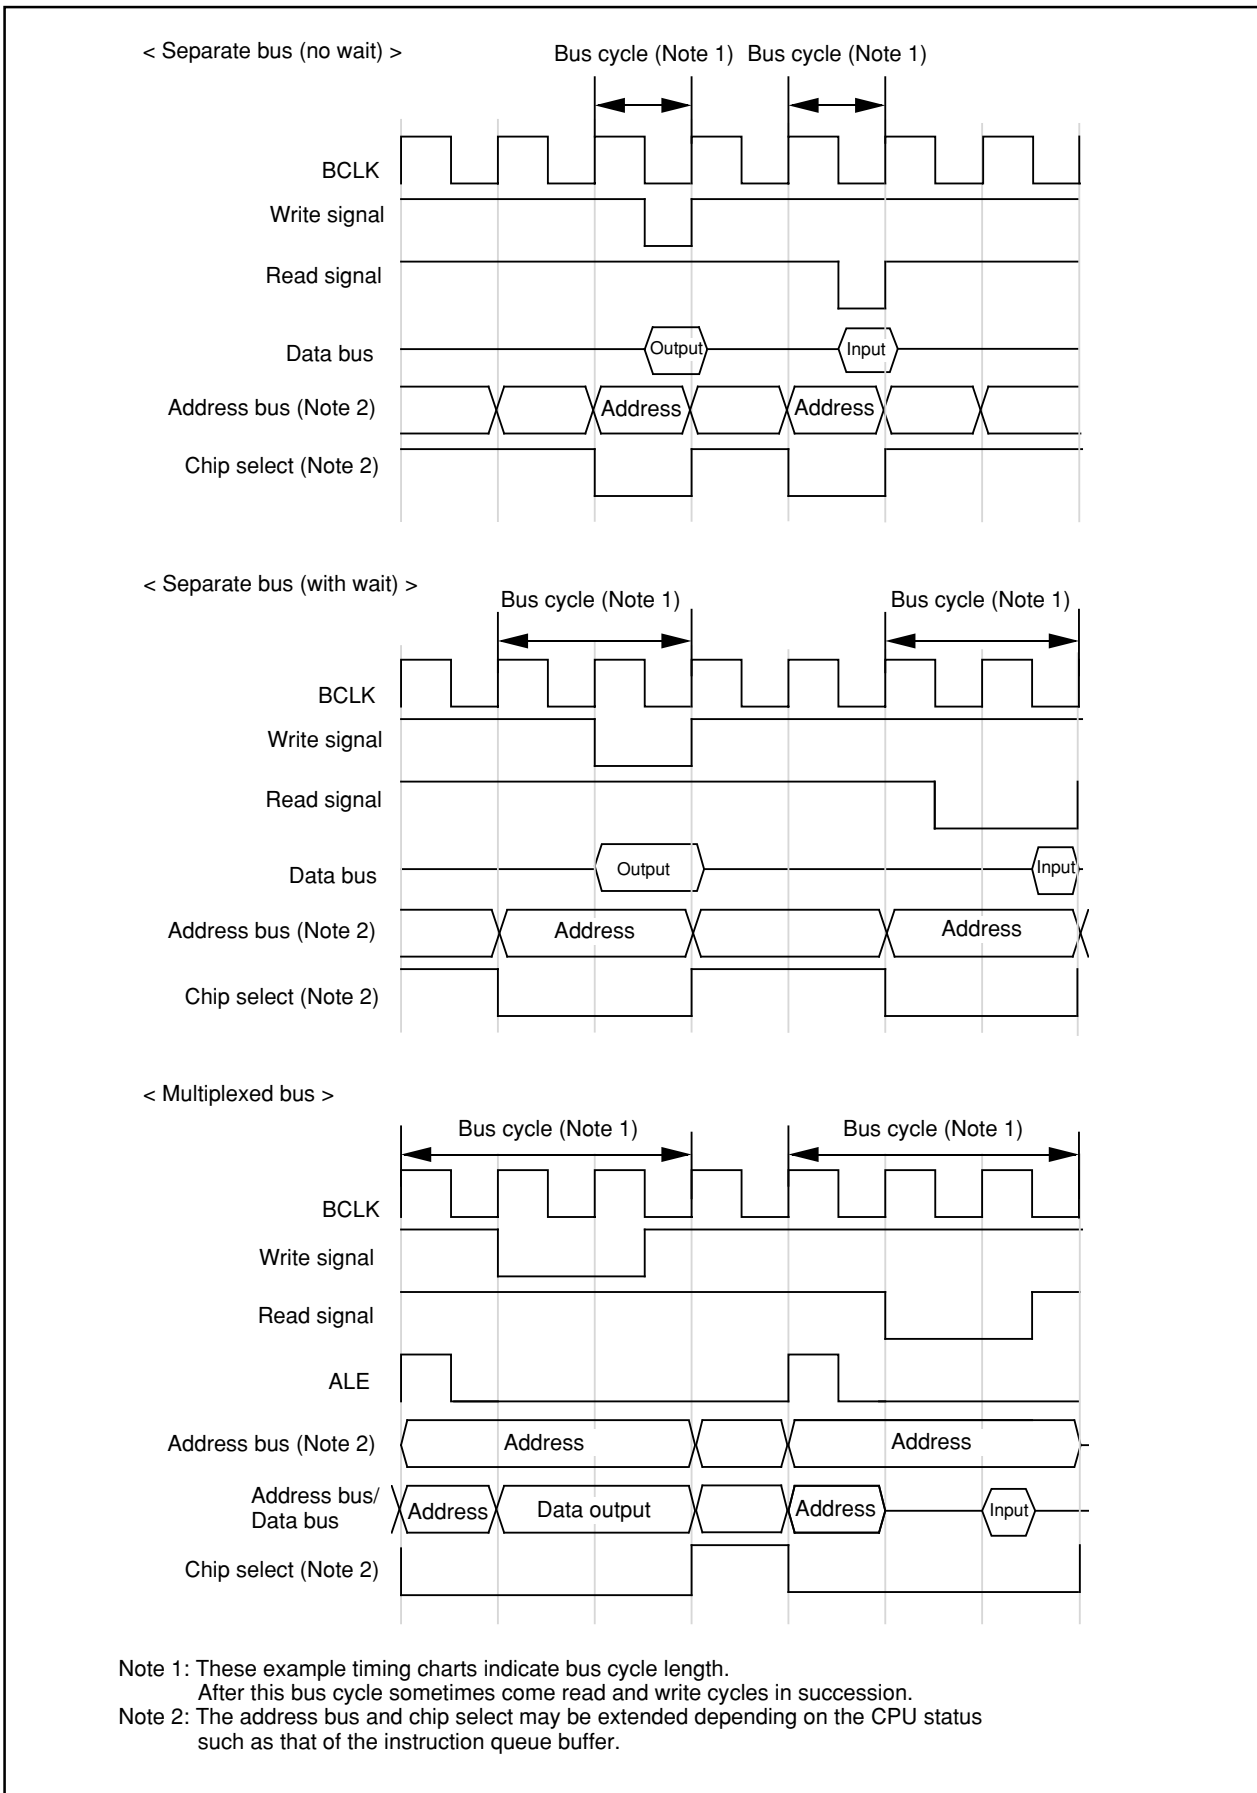 < Separate bus (no wait) >
Bus cycle (Note 1) Bus cycle (Note 1)
BCLK
Write signal
Read signal
Data bus
Output
Input
Address bus (Note 2)
Address
Address
Chip select (Note 2)
< Separate bus (with wait) >
Bus cycle (Note 1)
Bus cycle (Note 1)
BCLK
Write signal
Read signal
Data bus
Output
Input
Address bus (Note 2)
Address
Address
Chip select (Note 2)
< Multiplexed bus >
Bus cycle (Note 1)
Bus cycle (Note 1)
BCLK
Write signal
Read signal
ALE
Address bus (Note 2)
Address
Address
Address bus/
Data bus
Address
Data output
Address
Input
Chip select (Note 2)
Note 1: These example timing charts indicate bus cycle length.
After this bus cycle sometimes come read and write cycles in succession.
Note 2: The address bus and chip select may be extended depending on the CPU status
such as that of the instruction queue buffer.